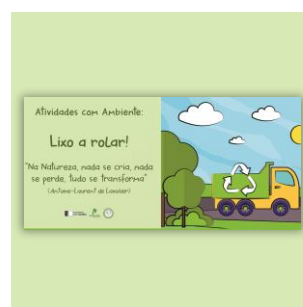 Atividades com Ambiente:
Lixo a rolar!
"Na Natureza, nada se cria, nada
se perde, tudo se transforma"
(Antoine-Laurent de Lavoisier)